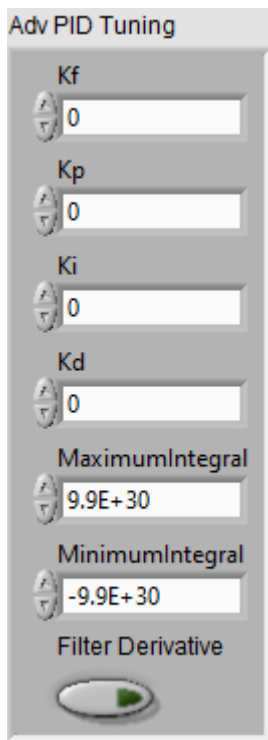 Adv PID Tuning
Kf
0
Kp
0
Ki
0
Kd
0
MaximumIntegral
9.9E+30
MinimumIntegral
-9.9E+30
Filter Derivative